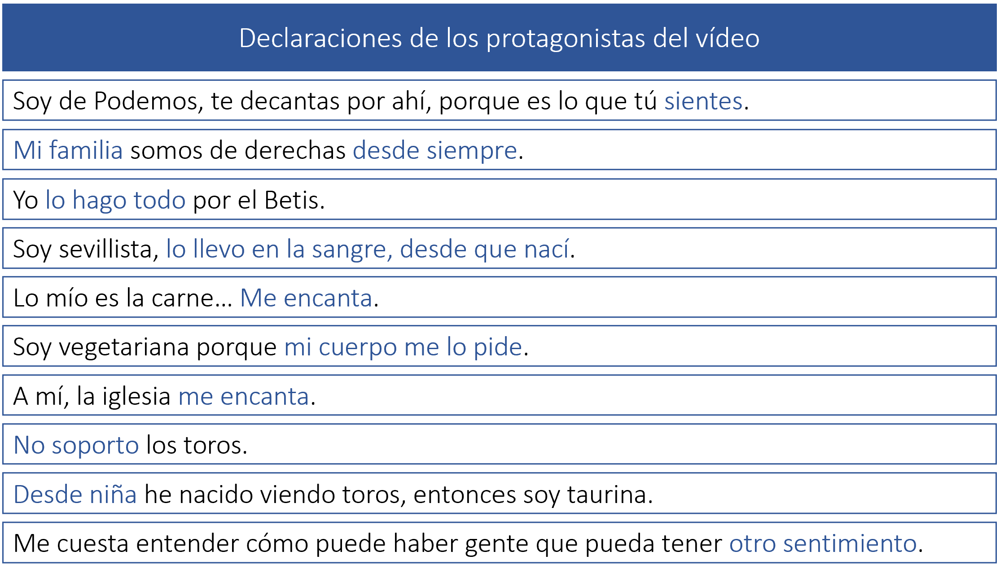 Declaraciones de los protagonistas del vídeo
Soy de Podemos, te decantas por ahí, porque es lo que tú sientes.
Mi familia somos de derechas desde siempre.
Yo lo hago todo por el Betis.
Soy sevillista, lo llevo en la sangre, desde que nací.
Lo mío es la carne... Me encanta.
Soy vegetariana porque mi cuerpo me lo pide.
A mí, la iglesia me encanta.
No soporto los toros.
Desde niña he nacido viendo toros, entonces soy taurina.
Me cuesta entender cómo puede haber gente que pueda tener otro sentimiento.